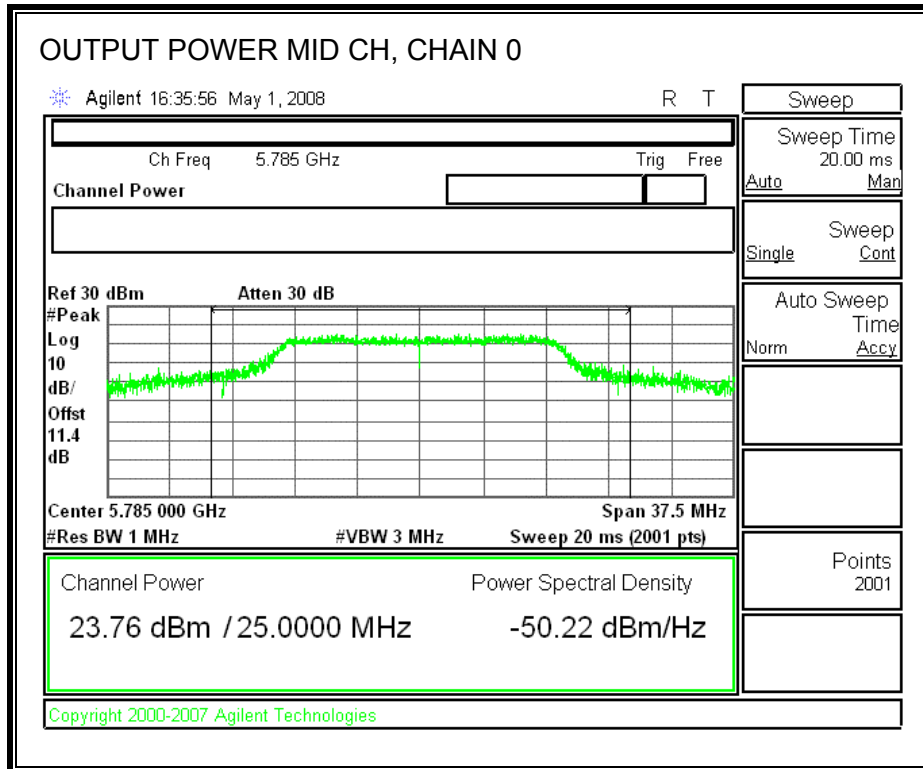 OUTPUT POWER MID CH, CHAIN 0
Agilent 16:35:56 May 1, 2008 R T
Sweep
Ch Freq 5.785 GHz Trig Free
Channel Power
Sweep Time
20.00 ms
Auto Man
Sweep
Single Cont
Auto Sweep
Time
Norm Accy
Ref 30 dBm Atten 30 dB
#Peak
Log
10
dB/
Offst
11.4
dB
Center 5.785 000 GHz Span 37.5 MHz
#Res BW 1 MHz #VBW 3 MHz Sweep 20 ms (2001 pts)
Points
2001
Channel Power Power Spectral Density
23.76 dBm / 25.0000 MHz -50.22 dBm/Hz
Copyright 2000-2007 Agilent Technologies